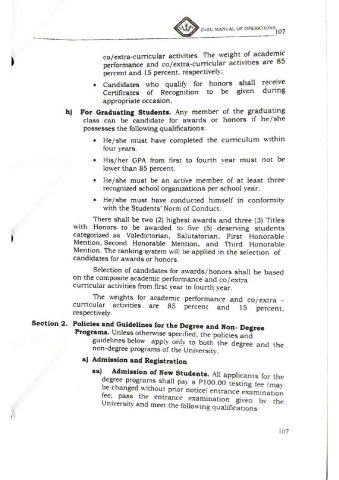 CvSU MANUAL OF OPERATIONS 107
co/extra-curricular activities. The weight of academic
performance and co/extra-curricular activities are 85
percent and 15 percent, respectively;
• Candidates who qualify for honors shall receive
Certificates of Recognition to be given during
appropriate occasion.
h) For Graduating Students. Any member of the graduating
class can be candidate for awards or honors if he/she
possesses the following qualifications:
• He/she must have completed the curriculum within
four years.
• His/her GPA from first to fourth year must not be
lower than 85 percent.
• He/she must be an active member of at least three
recognized school organizations per school year.
• He/she must have conducted himself in conformity
with the Students' Norm of Conduct.
There shall be two (2) highest awards and three (3) Titles
with Honors to be awarded to five (5) deserving students
categorized as Valedictorian, Salutatorian, First Honorable
Mention, Second Honorable Mention, and Third Honorable
Mention. The ranking system will be applied in the selection of
candidates for awards or honors.
Selection of candidates for awards/honors shall be based
on the composite academic performance and co/extra
curricular activities from first year to fourth year.
The weights for academic performance and co/extra -
curricular activities are 85 percent and 15 percent,
respectively.
Section 2. Policies and Guidelines for the Degree and Non- Degree
Programs. Unless otherwise specified, the policies and
guidelines below apply only to both the degree and the
non-degree programs of the University.
a) Admission and Registration
aa) Admission of New Students. All applicants for the
degree programs shall pay a P100.00 testing fee (may
be changed without prior notice) entrance examination
fee; pass the entrance examination given by the
University and meet the following qualifications:
107